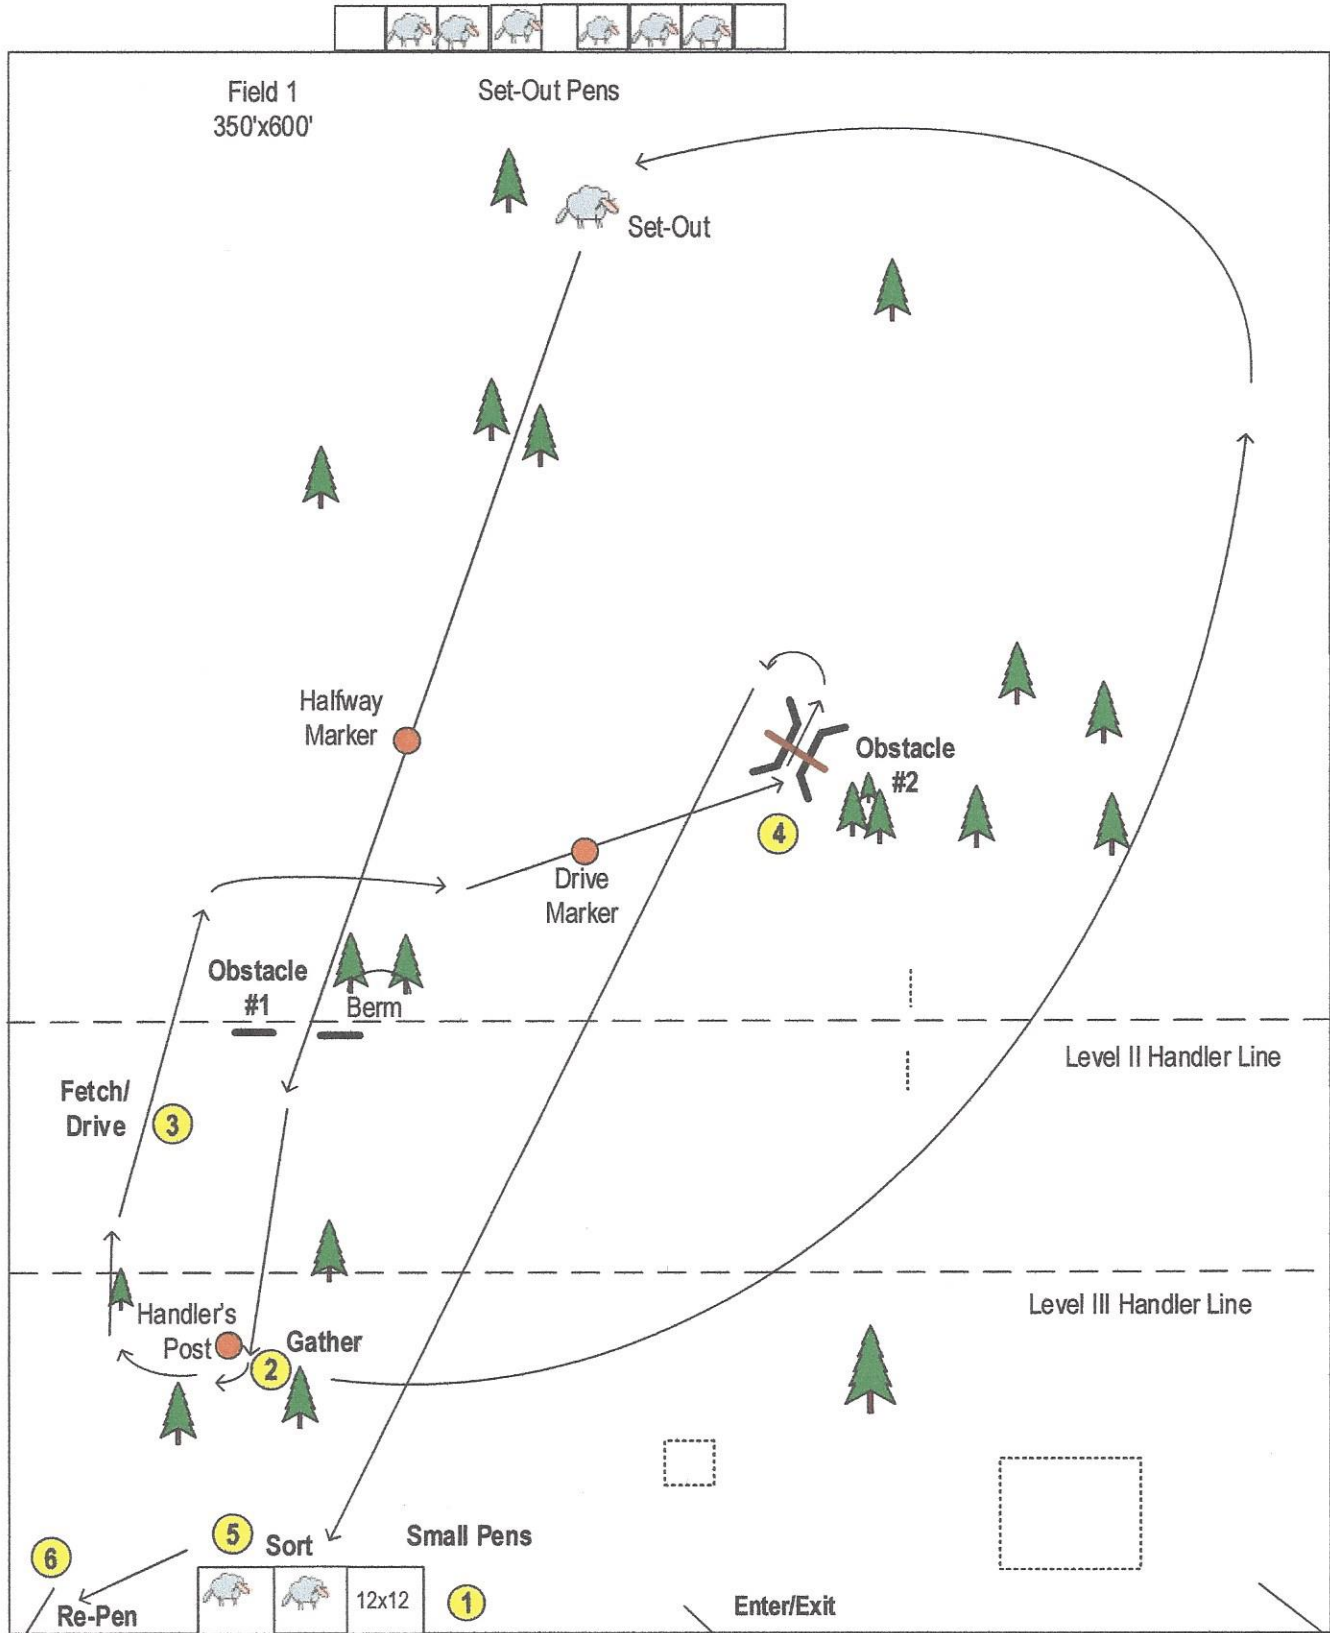 Field 1
350'x600'
Set-Out Pens
Set-Out
Halfway
Marker
Obstacle
#2
4
Drive
Marker
Obstacle
#1
Berm
Level II Handler Line
Fetch/
Drive
3
Level III Handler Line
Handler's
Post
Gather
2
5
Sort
Small Pens
6
Re-Pen
12x12
1
Enter/Exit